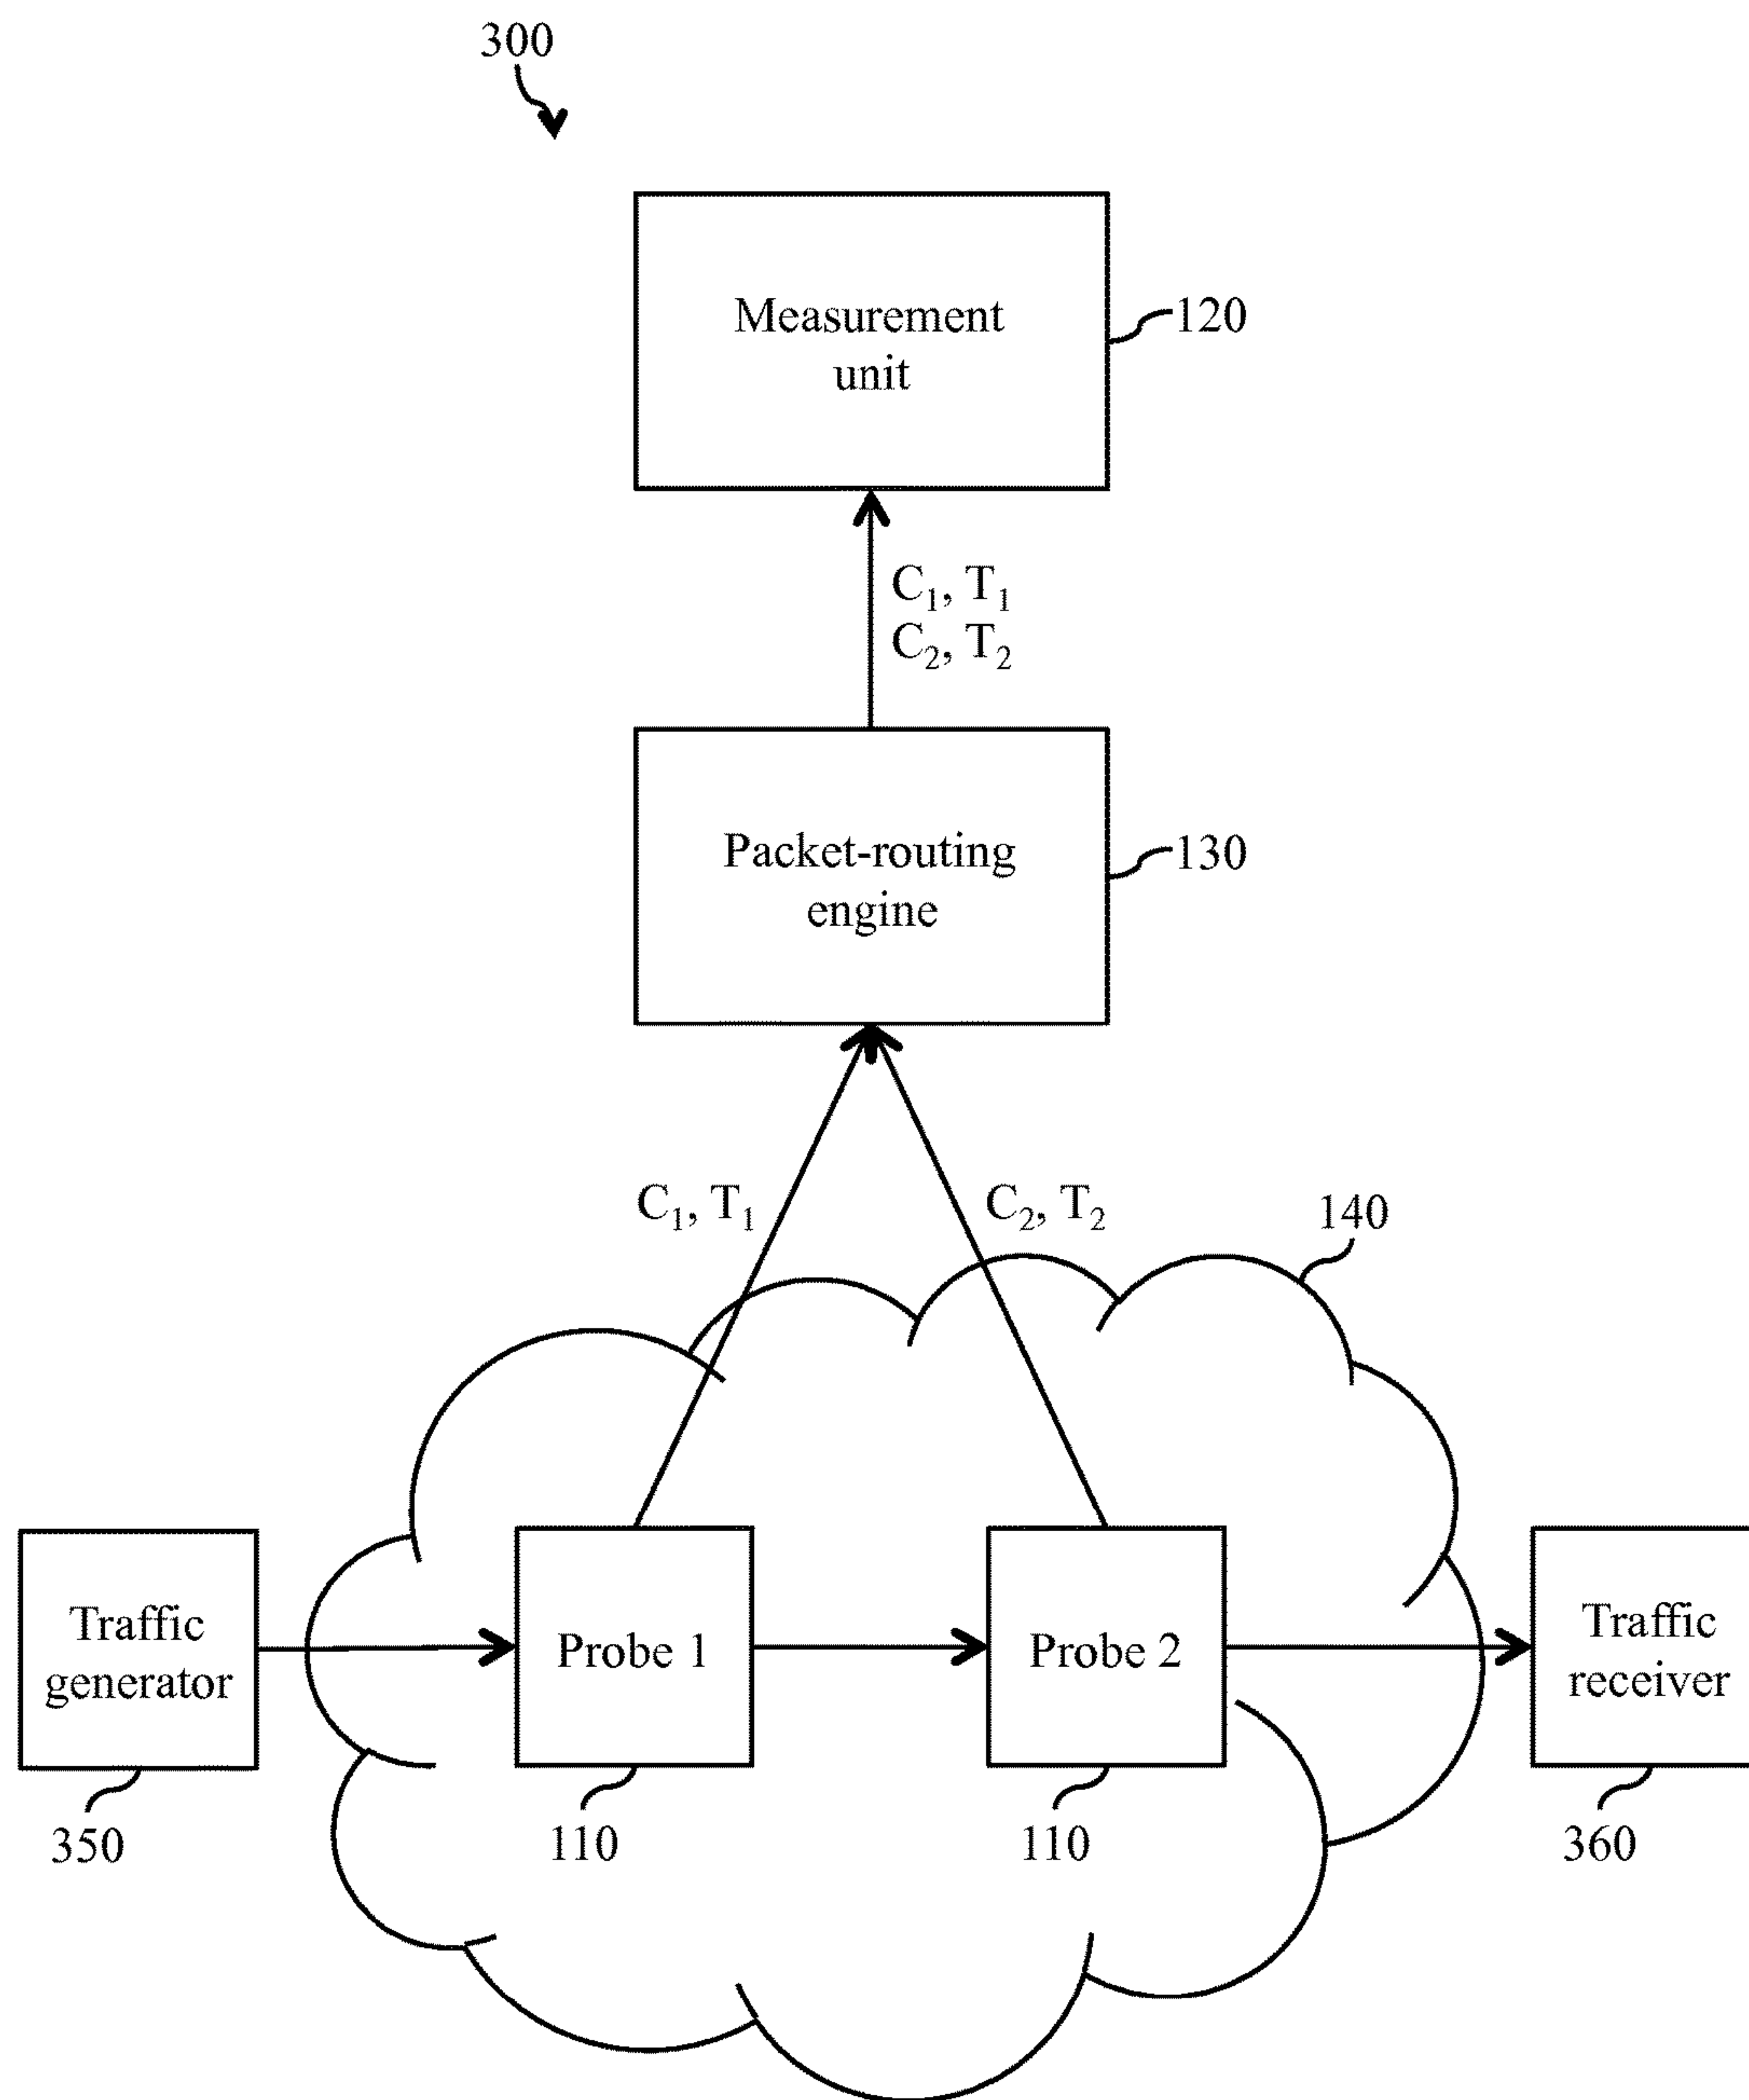 300
Measurement
unit
120
C₁, T₁
C₂, T₂
Packet-routing
engine
130
C₁, T₁
C₂, T₂
140
Traffic
generator
Probe 1
Probe 2
Traffic
receiver
350
110
110
360